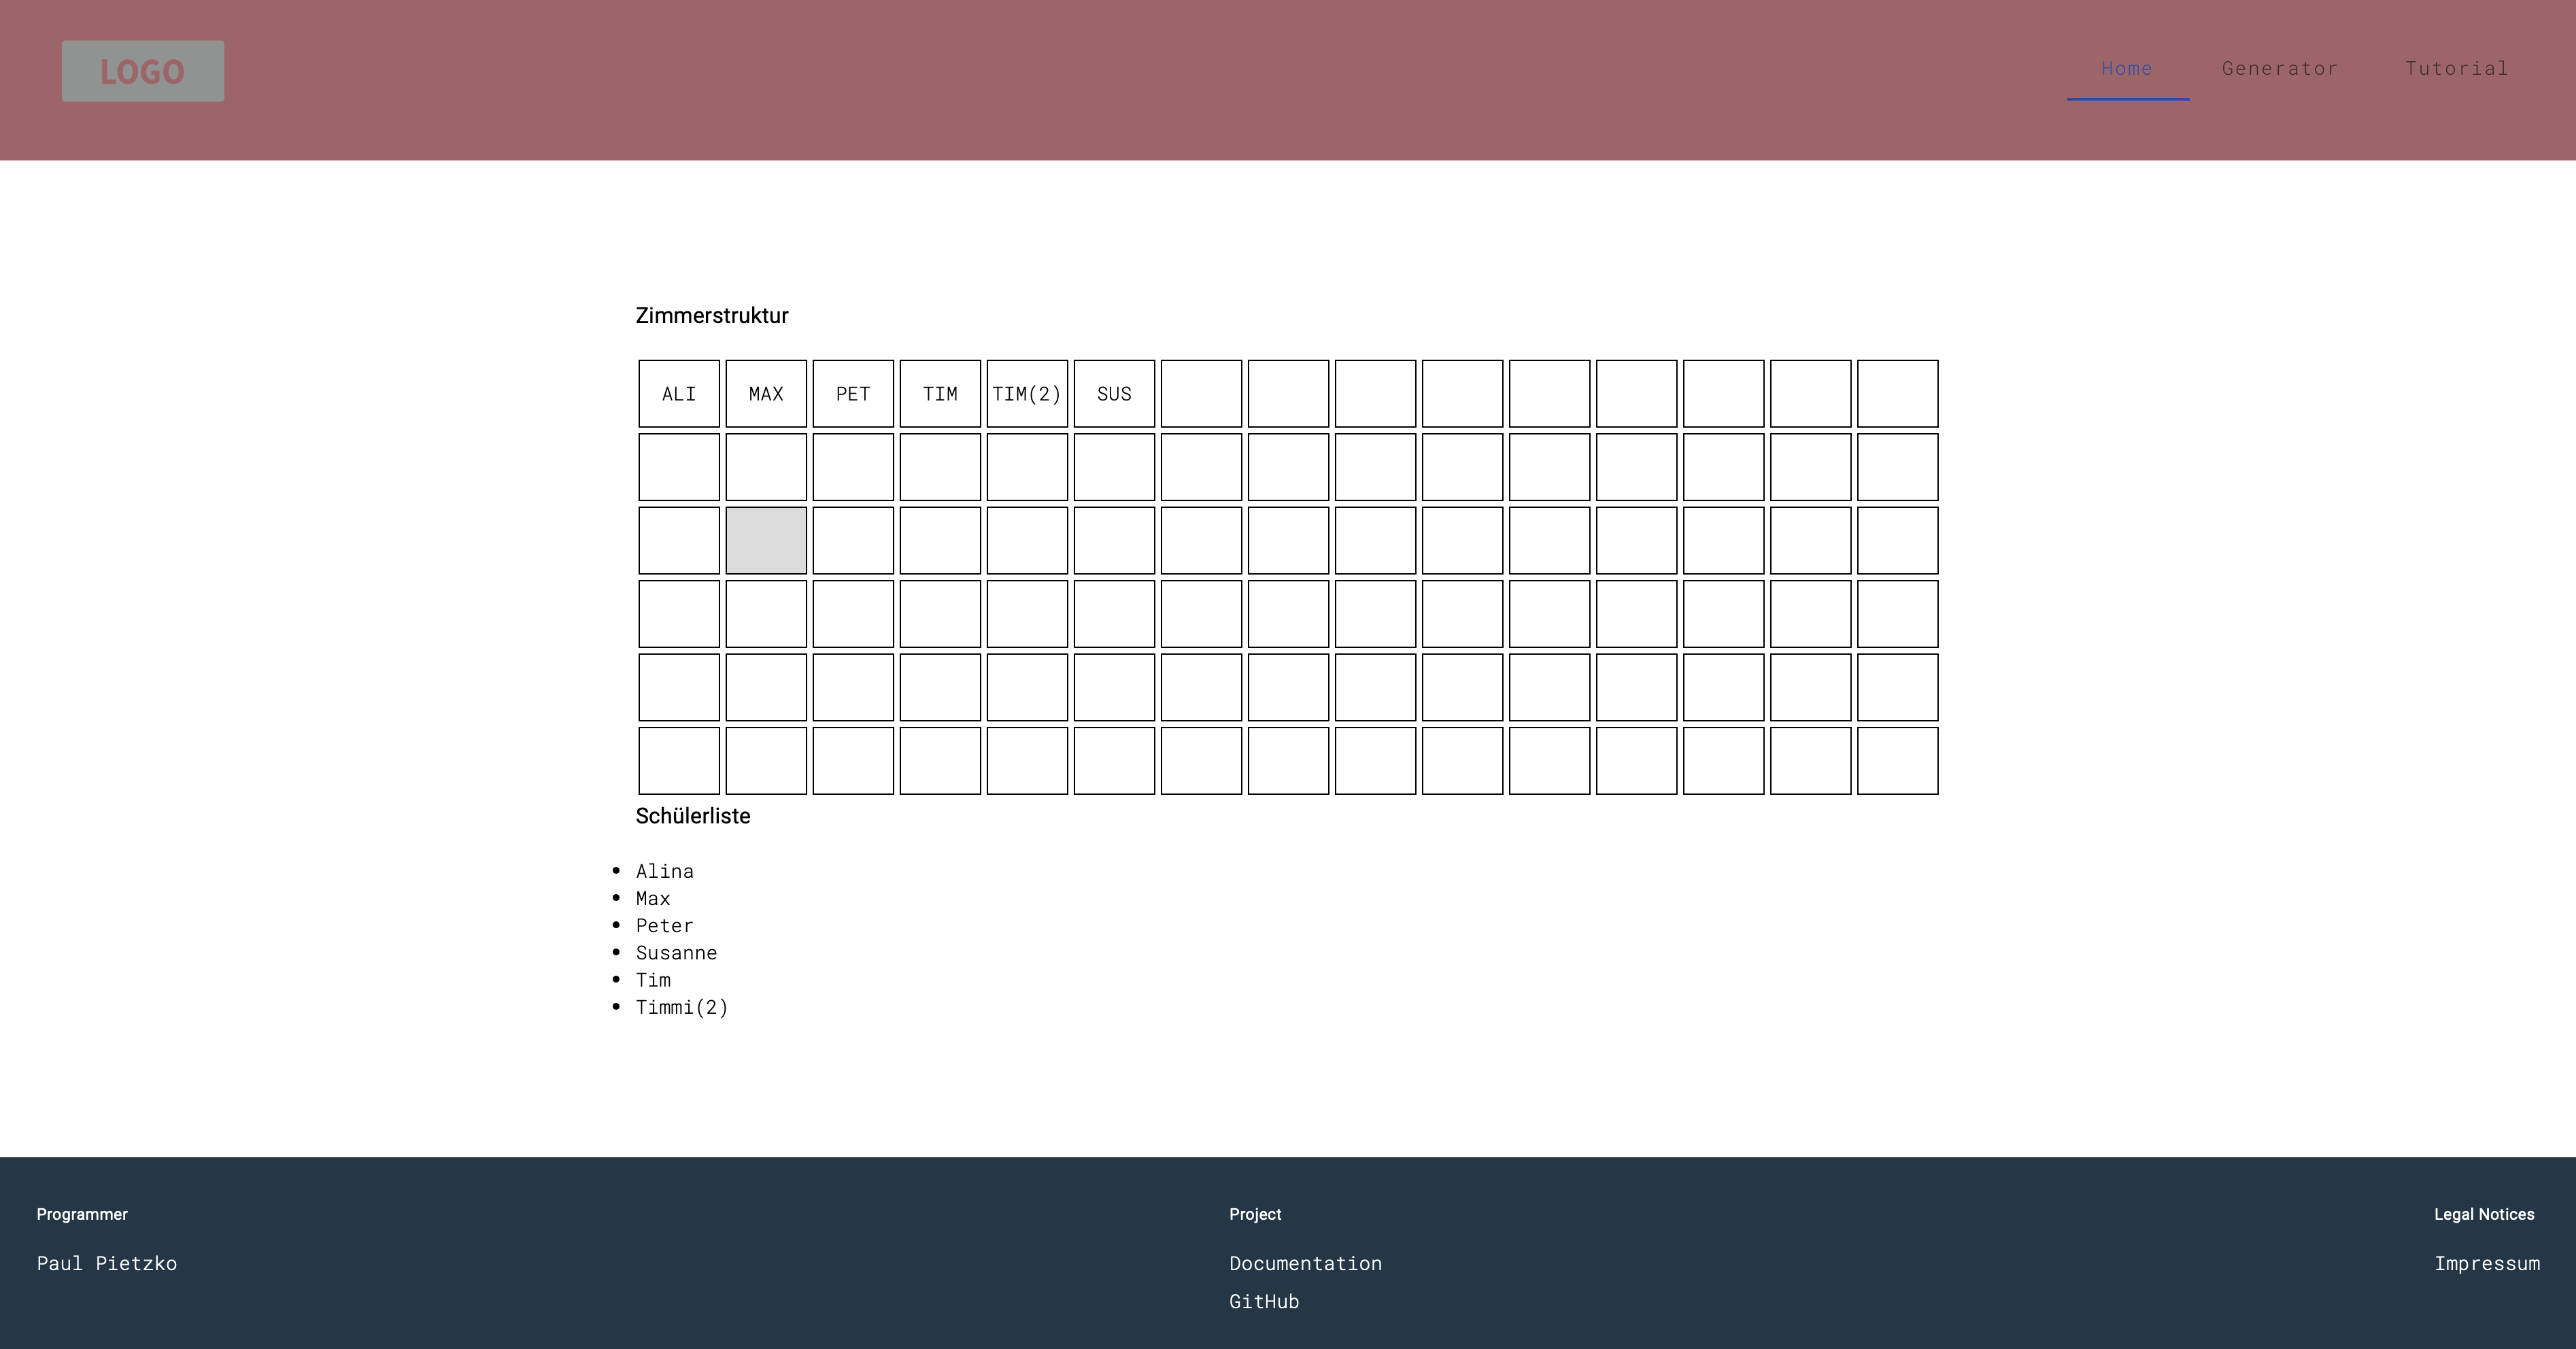 LOGO
Home Generator Tutorial
Zimmerstruktur
ALI MAX PET TIM TIM(2) SUS
Schülerliste
Alina
Max
Peter
Susanne
Tim
Timmi(2)
Programmer Project Legal Notices
Paul Pietzko Documentation Impressum
GitHub